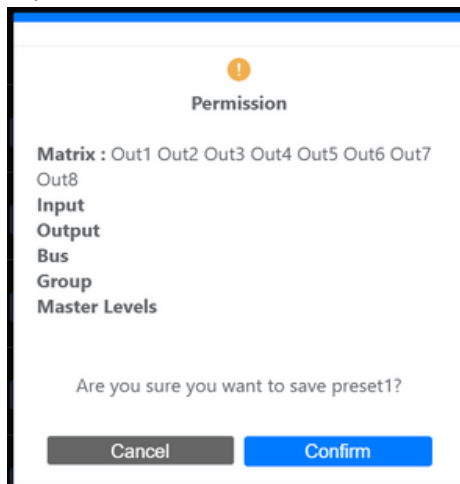 Permission
Matrix : Out1 Out2 Out3 Out4 Out5 Out6 Out7
Out8
Input
Output
Bus
Group
Master Levels
Are you sure you want to save preset1?
Cancel Confirm